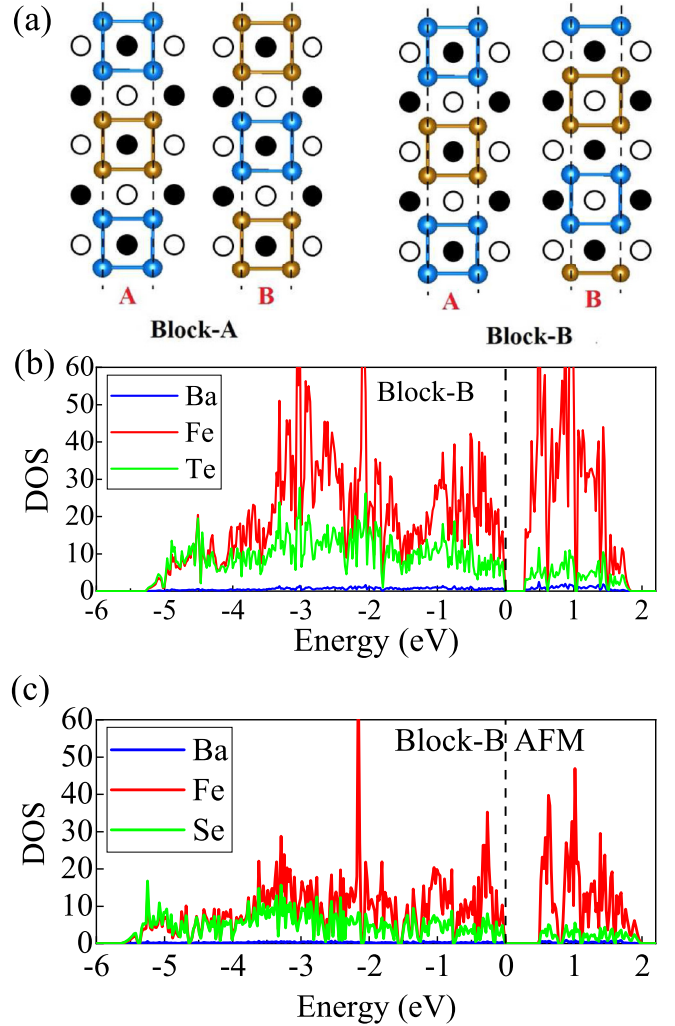 (a)
A B A B
Block-A Block-B
(b)
60
50
40
30
20
10
0
DOS
Ba
Fe
Te
Block-B
-6 -5 -4 -3 -2 -1 0 1 2
Energy (eV)
(c)
60
50
40
30
20
10
0
DOS
Ba
Fe
Se
Block-B AFM
-6 -5 -4 -3 -2 -1 0 1 2
Energy (eV)